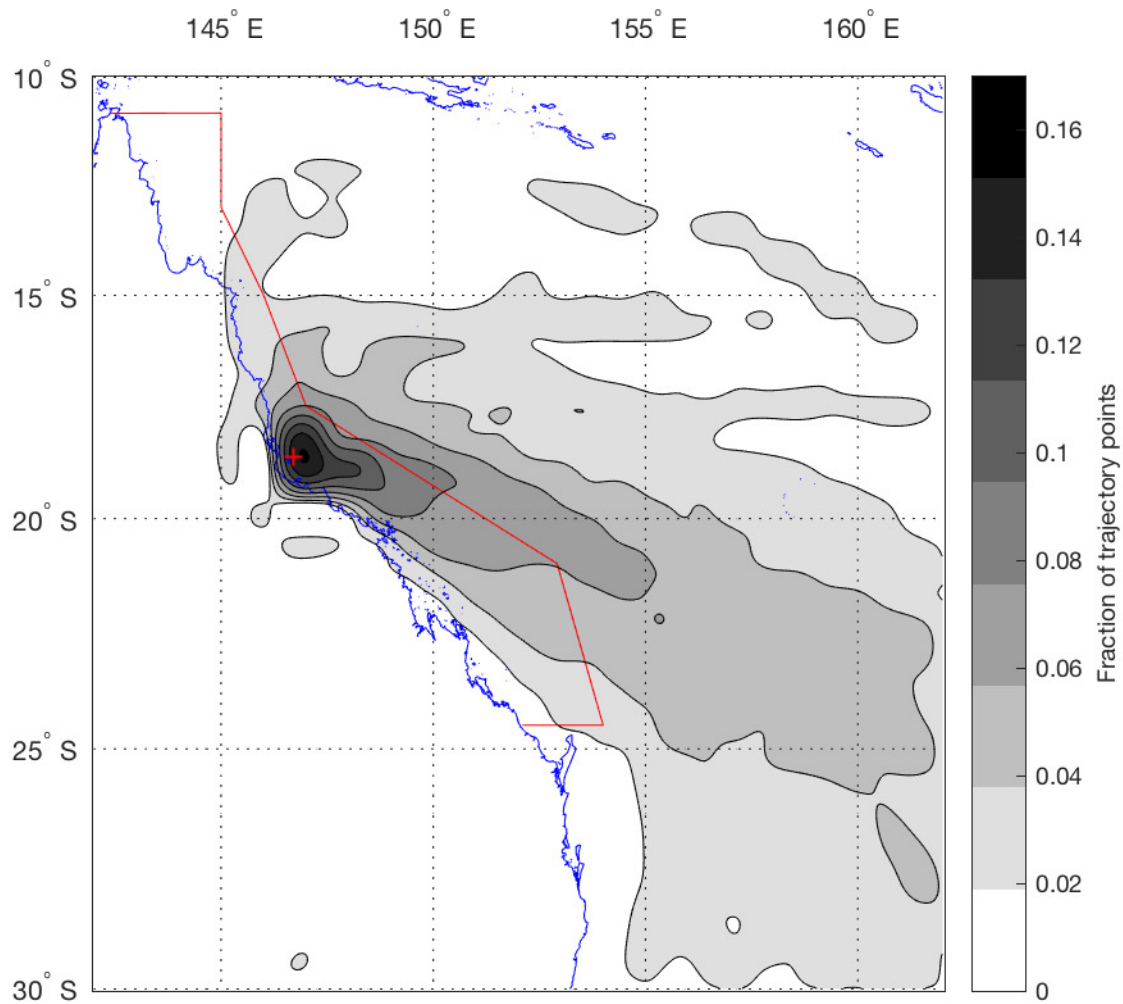 145° E 150° E 155° E 160° E
10° S
15° S
20° S
25° S
30° S
0.16
0.14
0.12
0.1
0.08
0.06
0.04
0.02
0
Fraction of trajectory points